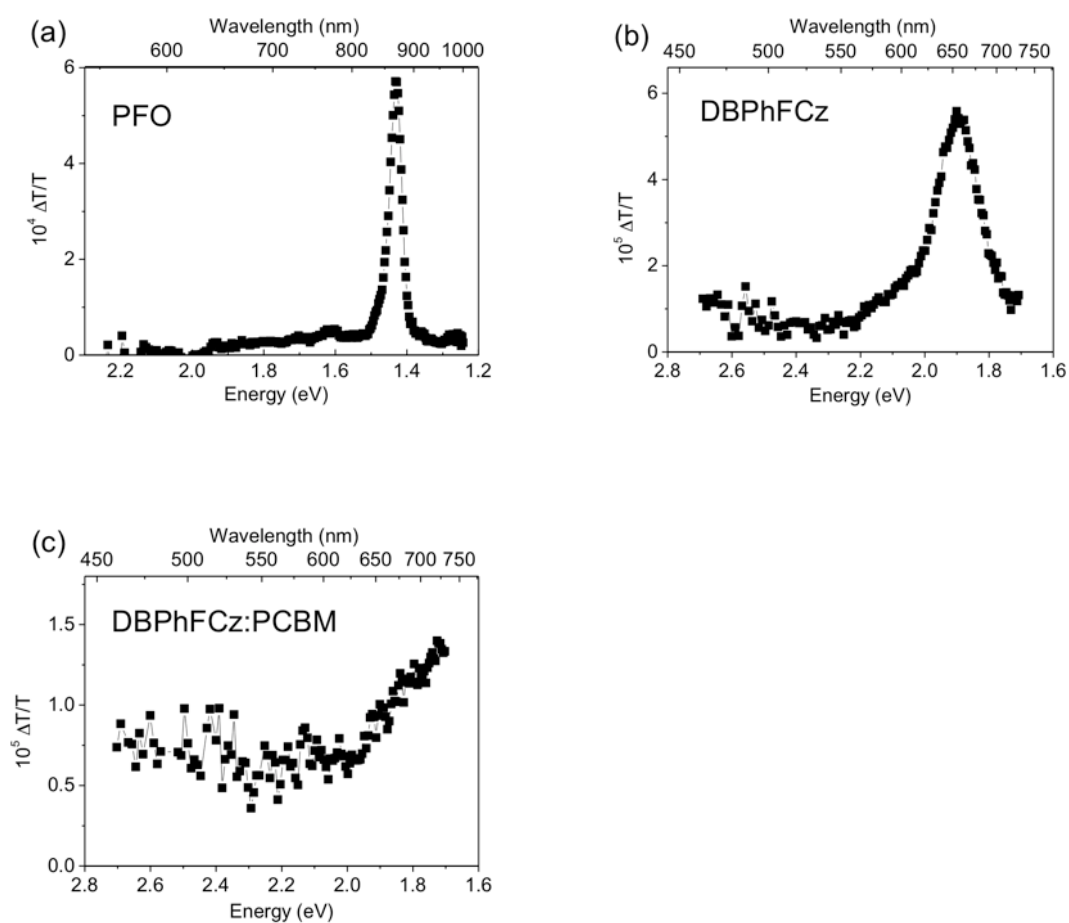 (a)
Wavelength (nm)
600 700 800 900 1000
6
4
2
0
10⁴ ΔT/T
PFO
2.2 2.0 1.8 1.6 1.4 1.2
Energy (eV)
(b)
Wavelength (nm)
450 500 550 600 650 700 750
6
4
2
0
10⁵ ΔT/T
DBPhFCz
2.8 2.6 2.4 2.2 2.0 1.8 1.6
Energy (eV)
(c)
Wavelength (nm)
450 500 550 600 650 700 750
1.5
1.0
0.5
0.0
10⁵ ΔT/T
DBPhFCz:PCBM
2.8 2.6 2.4 2.2 2.0 1.8 1.6
Energy (eV)